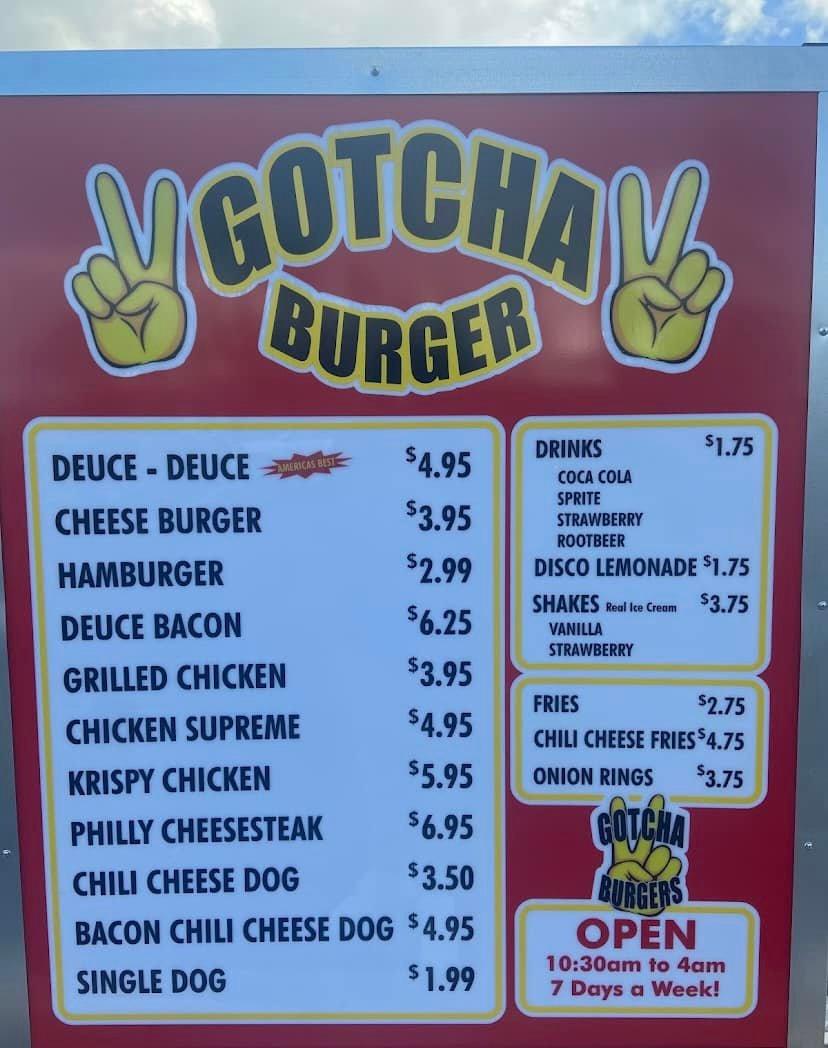 GOTCHA
BURGER
DEUCE - DEUCE AMERICAS BEST $4.95
CHEESE BURGER $3.95
HAMBURGER $2.99
DEUCE BACON $6.25
GRILLED CHICKEN $3.95
CHICKEN SUPREME $4.95
KRISPY CHICKEN $5.95
PHILLY CHEESESTEAK $6.95
CHILI CHEESE DOG $3.50
BACON CHILI CHEESE DOG $4.95
SINGLE DOG $1.99
DRINKS $1.75
COCA COLA
SPRITE
STRAWBERRY
ROOTBEER
DISCO LEMONADE $1.75
SHAKES Real Ice Cream $3.75
VANILLA
STRAWBERRY
FRIES $2.75
CHILI CHEESE FRIES $4.75
ONION RINGS $3.75
GOTCHA
BURGERS
OPEN
10:30am to 4am
7 Days a Week!